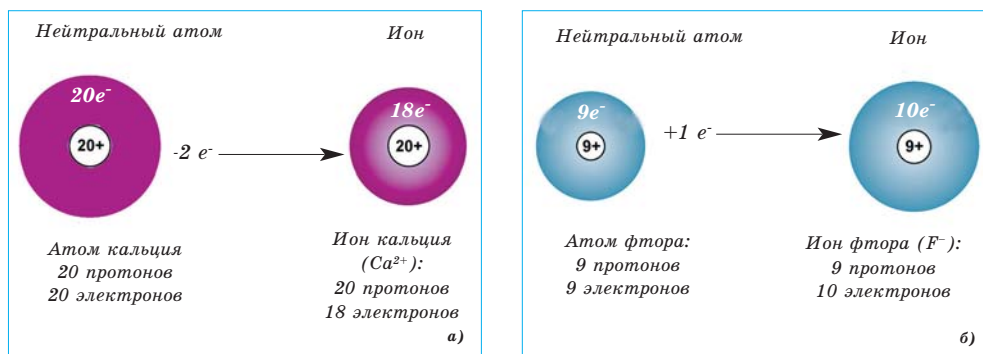 Нейтральный атом
Ион
20e⁻
20+
-2 e⁻
18e⁻
20+
Атом кальция
20 протонов
20 электронов
Ион кальция
(Ca²⁺):
20 протонов
18 электронов
а)
Нейтральный атом
Ион
9e⁻
9+
+1 e⁻
10e⁻
9+
Атом фтора:
9 протонов
9 электронов
Ион фтора (F⁻):
9 протонов
10 электронов
б)